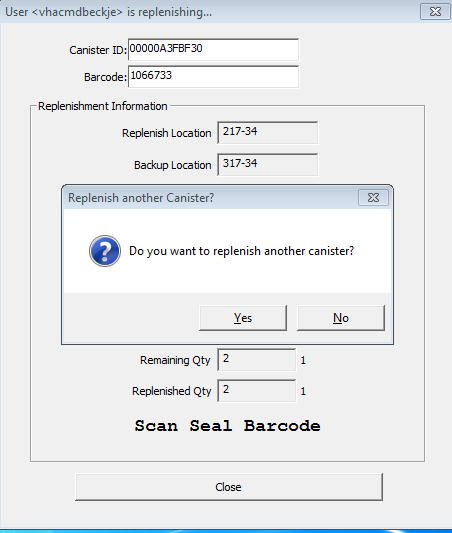 User <vhacmdbeckje> is replenishing...
Canister ID: 00000A3FBF30
Barcode: 1066733
Replenishment Information
Replenish Location 217-34
Backup Location 317-34
Replenish another Canister?
Do you want to replenish another canister?
Yes No
Remaining Qty 2 1
Replenished Qty 2 1
Scan Seal Barcode
Close